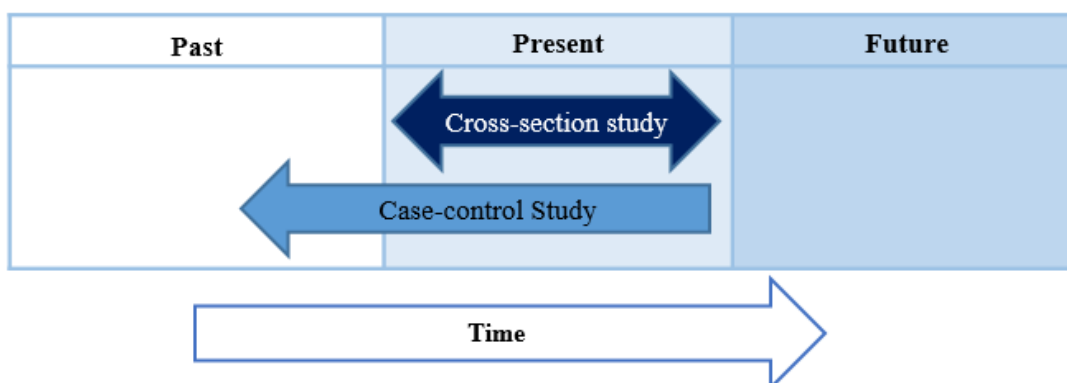 Past Present Future
Cross-section study
Case-control Study
Time